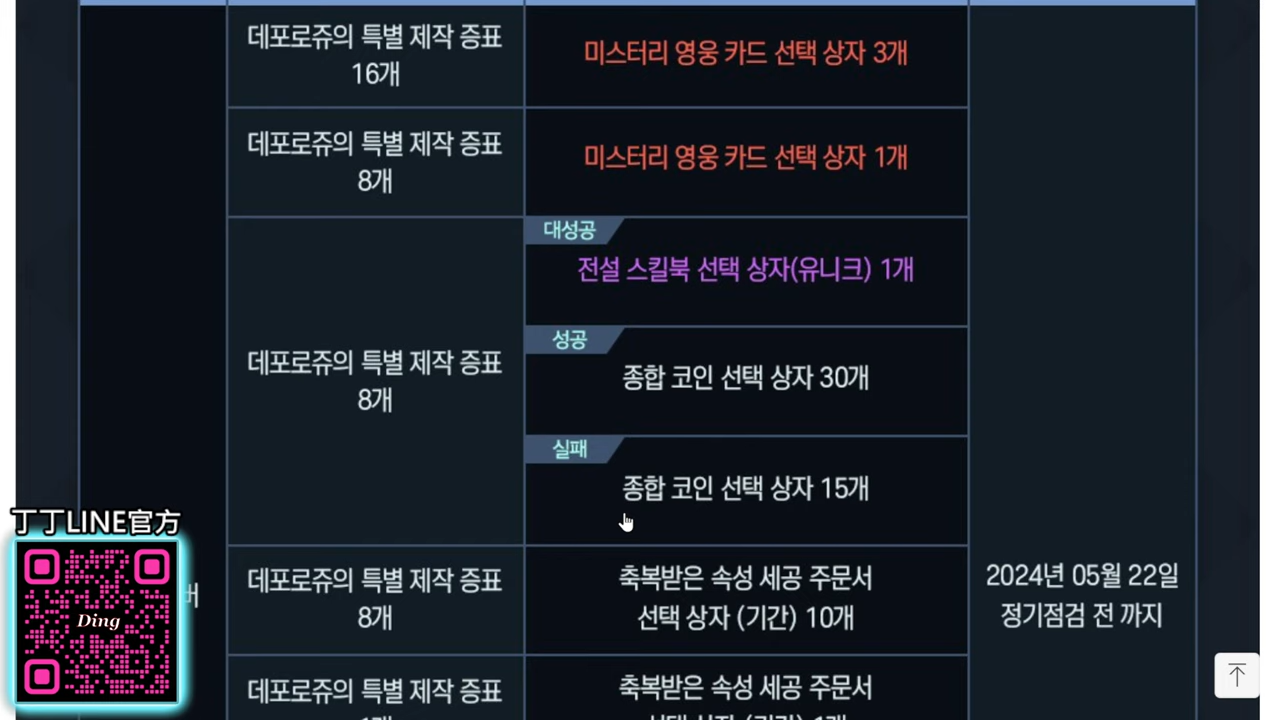 데포로쥬의 특별 제작 증표
16개
미스터리 영웅 카드 선택 상자 3개
데포로쥬의 특별 제작 증표
8개
미스터리 영웅 카드 선택 상자 1개
데포로쥬의 특별 제작 증표
8개
대성공
전설 스킬북 선택 상자(유니크) 1개
성공
종합 코인 선택 상자 30개
실패
종합 코인 선택 상자 15개
데포로쥬의 특별 제작 증표
8개
축복받은 속성 세공 주문서
선택 상자 (기간) 10개
2024년 05월 22일
정기점검 전 까지
데포로쥬의 특별 제작 증표
축복받은 속성 세공 주문서
선택 상자 (기간) 1개
丁丁LINE官方
Ding